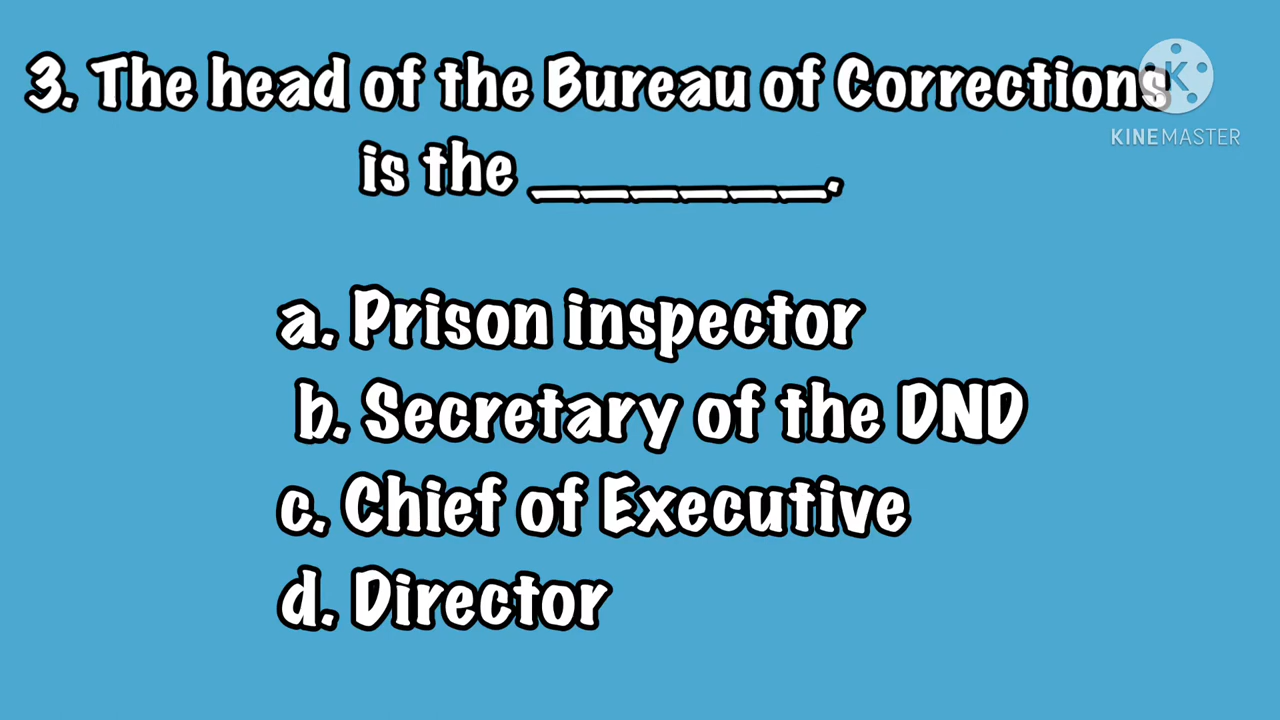 3. The head of the Bureau of Corrections
is the ______.
a. Prison inspector
b. Secretary of the DND
c. Chief of Executive
d. Director
K
KINEMASTER